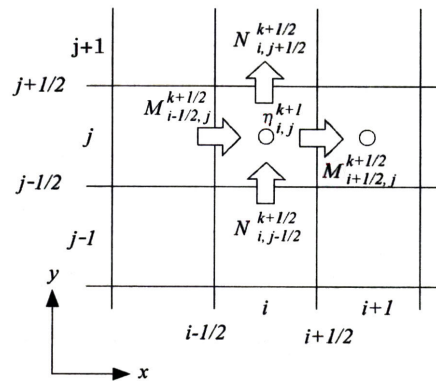 j+1
N^{k+1/2}_{i, j+1/2}
j+1/2
M^{k+1/2}_{i-1/2, j}
η^{k+1}_{i, j}
j
M^{k+1/2}_{i+1/2, j}
j-1/2
N^{k+1/2}_{i, j-1/2}
j-1
y
i
i+1
i-1/2
i+1/2
x